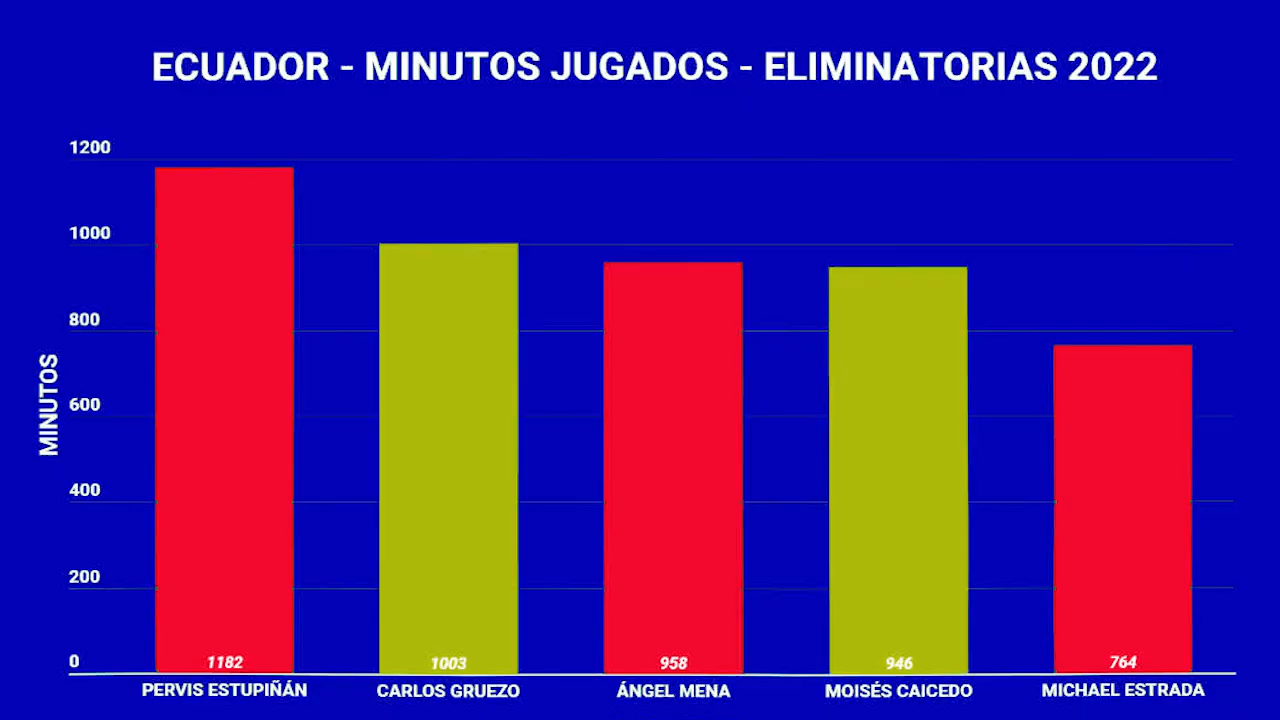 ECUADOR - MINUTOS JUGADOS - ELIMINATORIAS 2022
1200
1000
800
600
400
200
0
MINUTOS
1182
1003
958
946
764
PERVIS ESTUPIÑÁN
CARLOS GRUEZO
ÁNGEL MENA
MOISÉS CAICEDO
MICHAEL ESTRADA